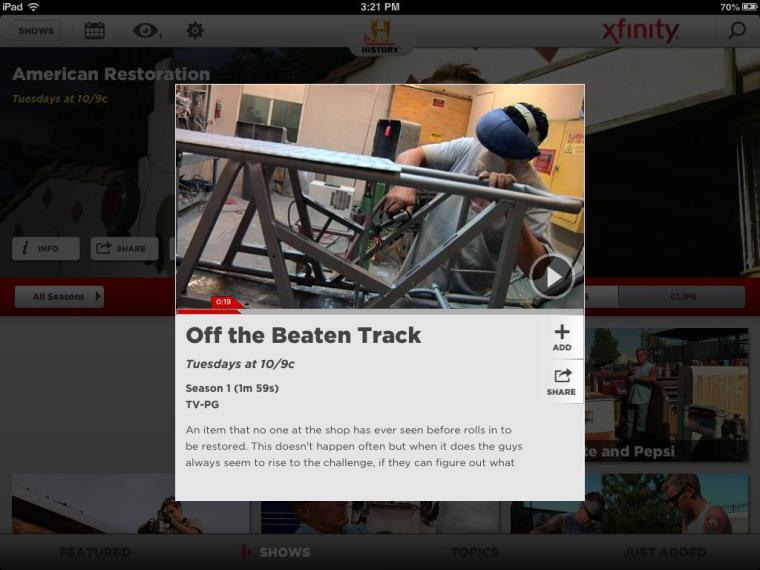 iPad
3:21 PM
70%
SHOWS
1
HISTORY
xfinity
American Restoration
Tuesdays at 10/9c
INFO
SHARE
All Seasons
CLIPS
0:19
Off the Beaten Track
ADD
Tuesdays at 10/9c
Season 1 (1m 59s)
SHARE
TV-PG
An item that no one at the shop has ever seen before rolls in to
be restored. This doesn't happen often but when it does the guys
always seem to rise to the challenge, if they can figure out what
and Pepsi
FEATURED
SHOWS
TOPICS
JUST ADDED